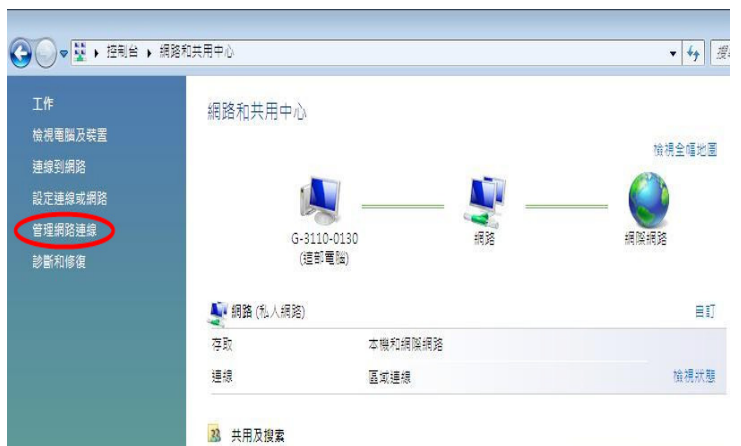 控制台 ▸ 網路和共用中心
工作
檢視電腦及裝置
連線到網路
設定連線或網路
管理網路連線
診斷和修復
網路和共用中心
檢視全幅地圖
G-3110-0130
(這部電腦)
網路
網際網路
網路 (私人網路)
自訂
存取 本機和網際網路
連線 區域連線 檢視狀態
共用及搜索